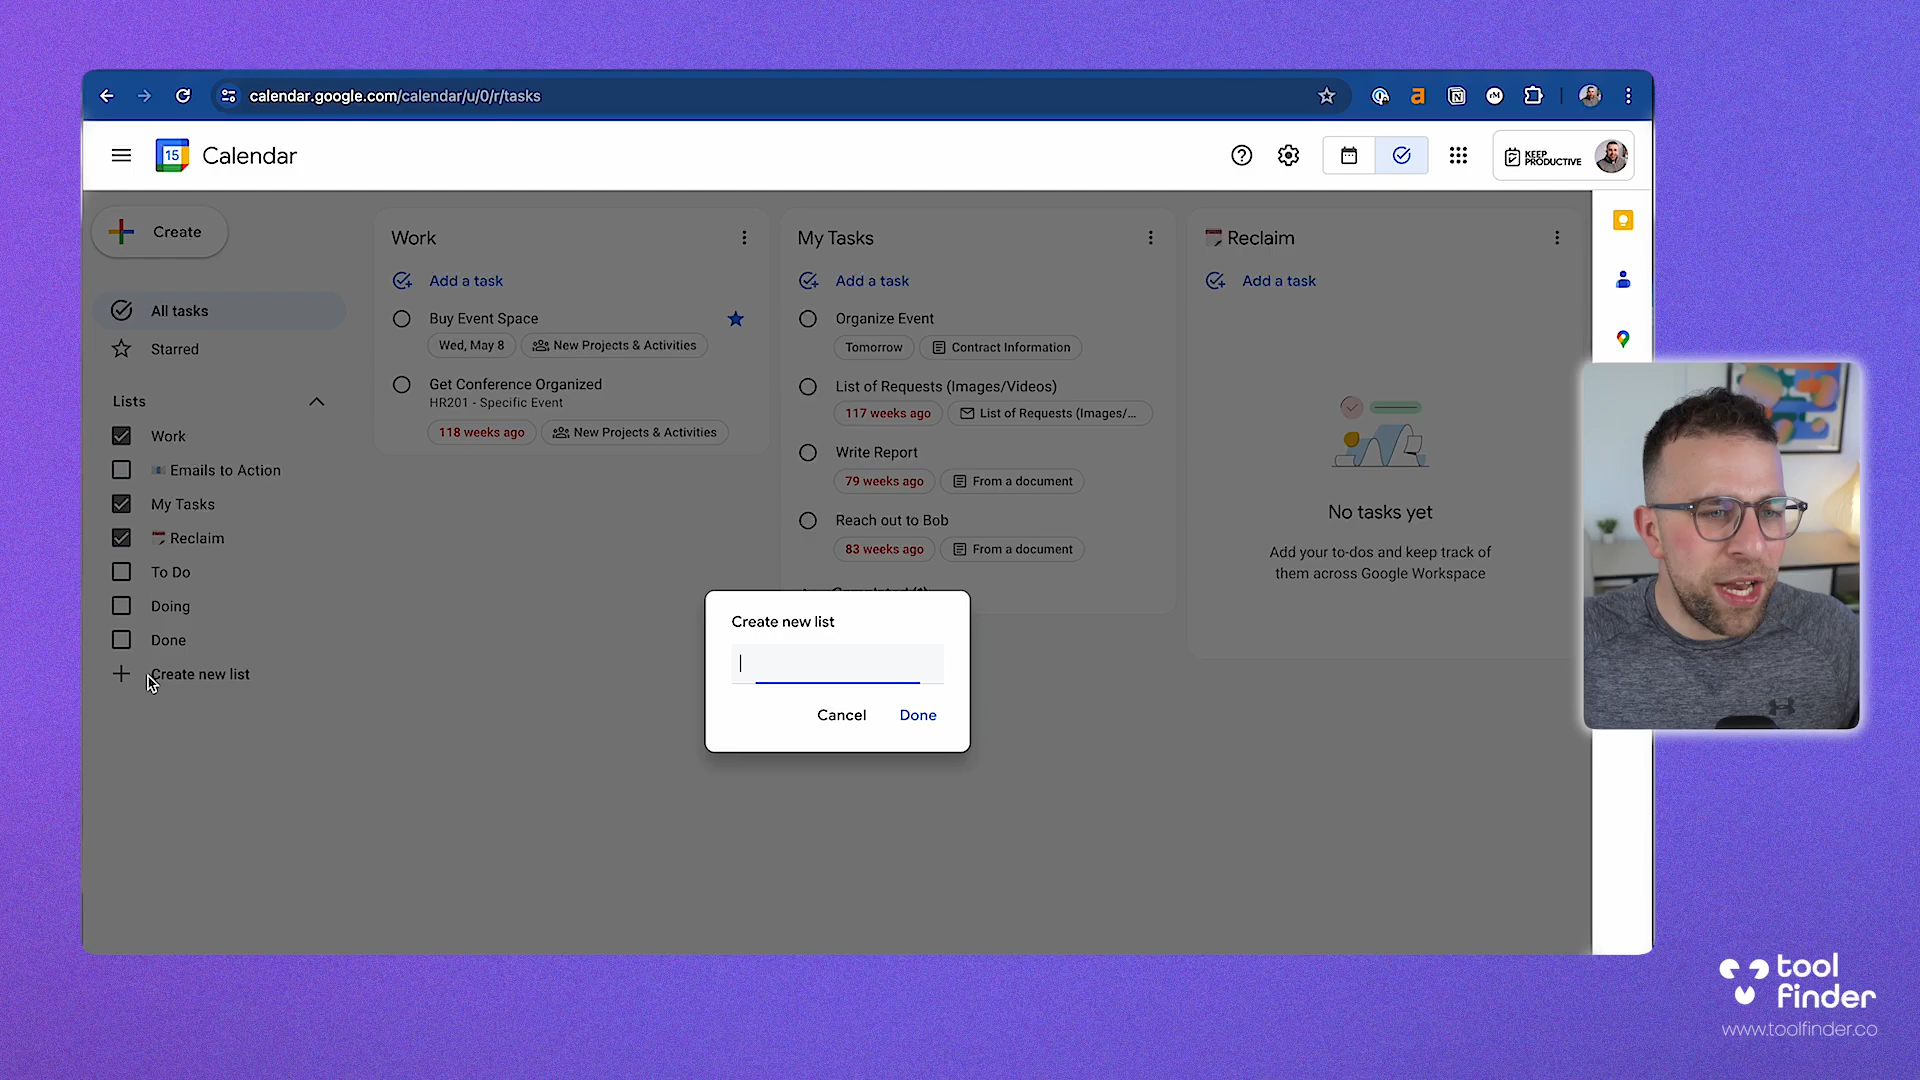 calendar.google.com/calendar/u/0/r/tasks
15
Calendar
KEEP
PRODUCTIVE
Create
All tasks
Starred
Lists
Work
Emails to Action
My Tasks
Reclaim
To Do
Doing
Done
Create new list
Work
Add a task
Buy Event Space
Wed, May 8
New Projects & Activities
Get Conference Organized
HR201 - Specific Event
118 weeks ago
New Projects & Activities
My Tasks
Add a task
Organize Event
Tomorrow
Contract Information
List of Requests (Images/Videos)
117 weeks ago
List of Requests (Images/...
Write Report
79 weeks ago
From a document
Reach out to Bob
83 weeks ago
From a document
Reclaim
Add a task
No tasks yet
Add your to-dos and keep track of
them across Google Workspace
Create new list
Cancel
Done
tool
finder
www.toolfinder.co